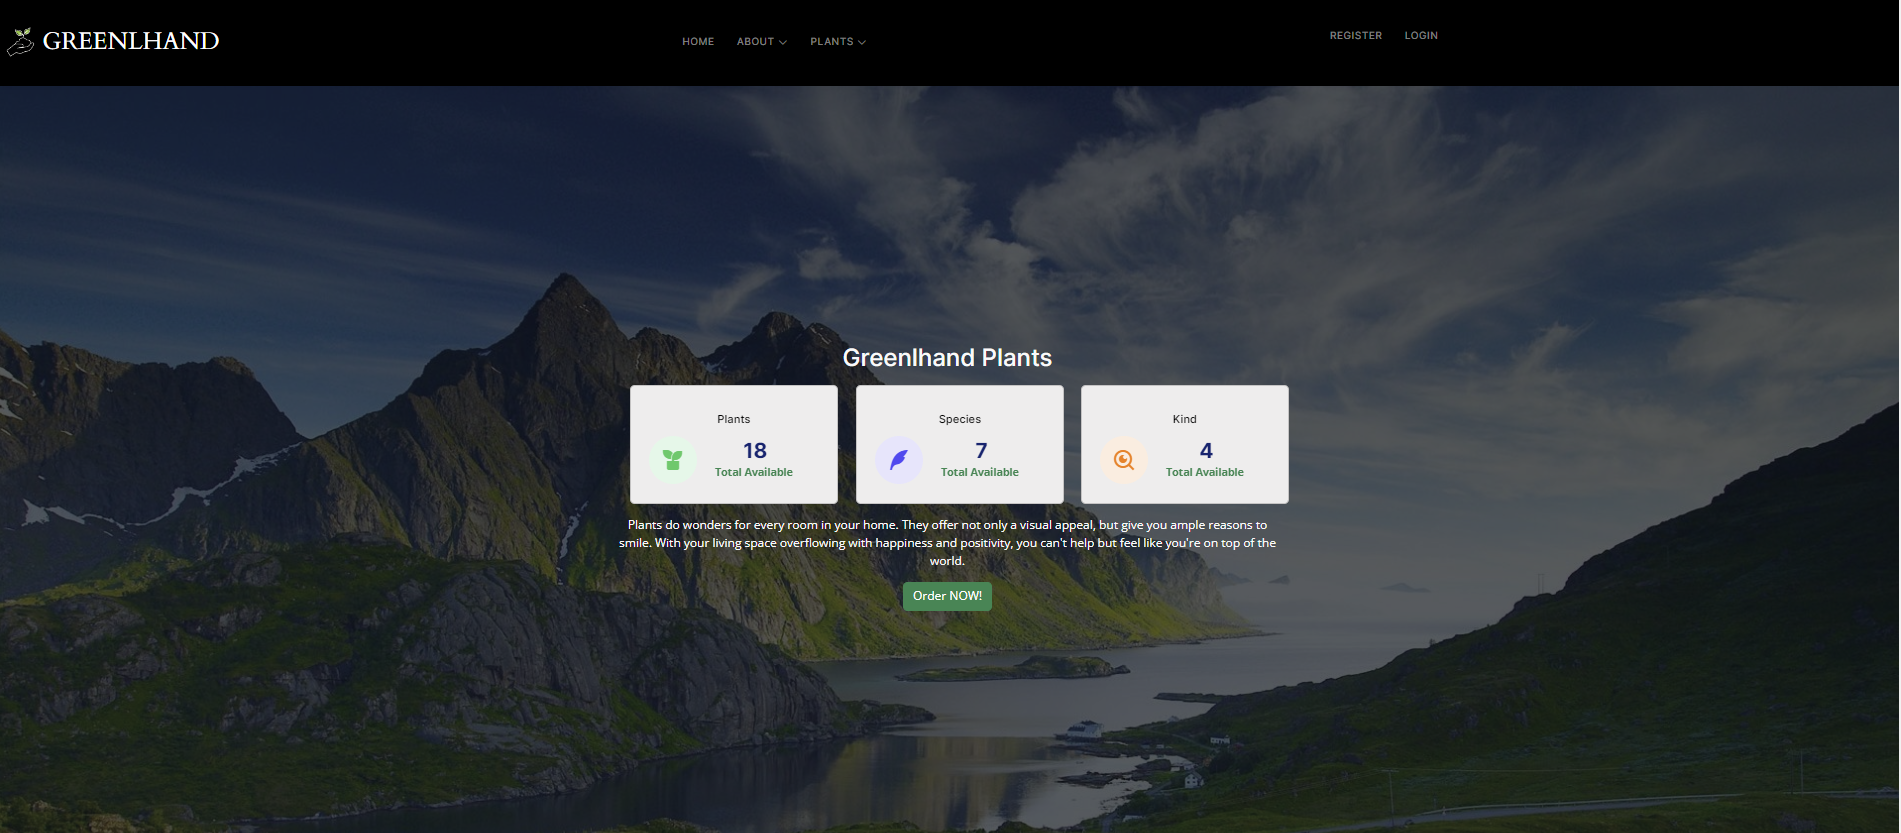 GREENLHAND
HOME ABOUT PLANTS
REGISTER LOGIN
Greenlhand Plants
Plants
18
Total Available
Species
7
Total Available
Kind
4
Total Available
Plants do wonders for every room in your home. They offer not only a visual appeal, but give you ample reasons to
smile. With your living space overflowing with happiness and positivity, you can't help but feel like you're on top of the
world.
Order NOW!